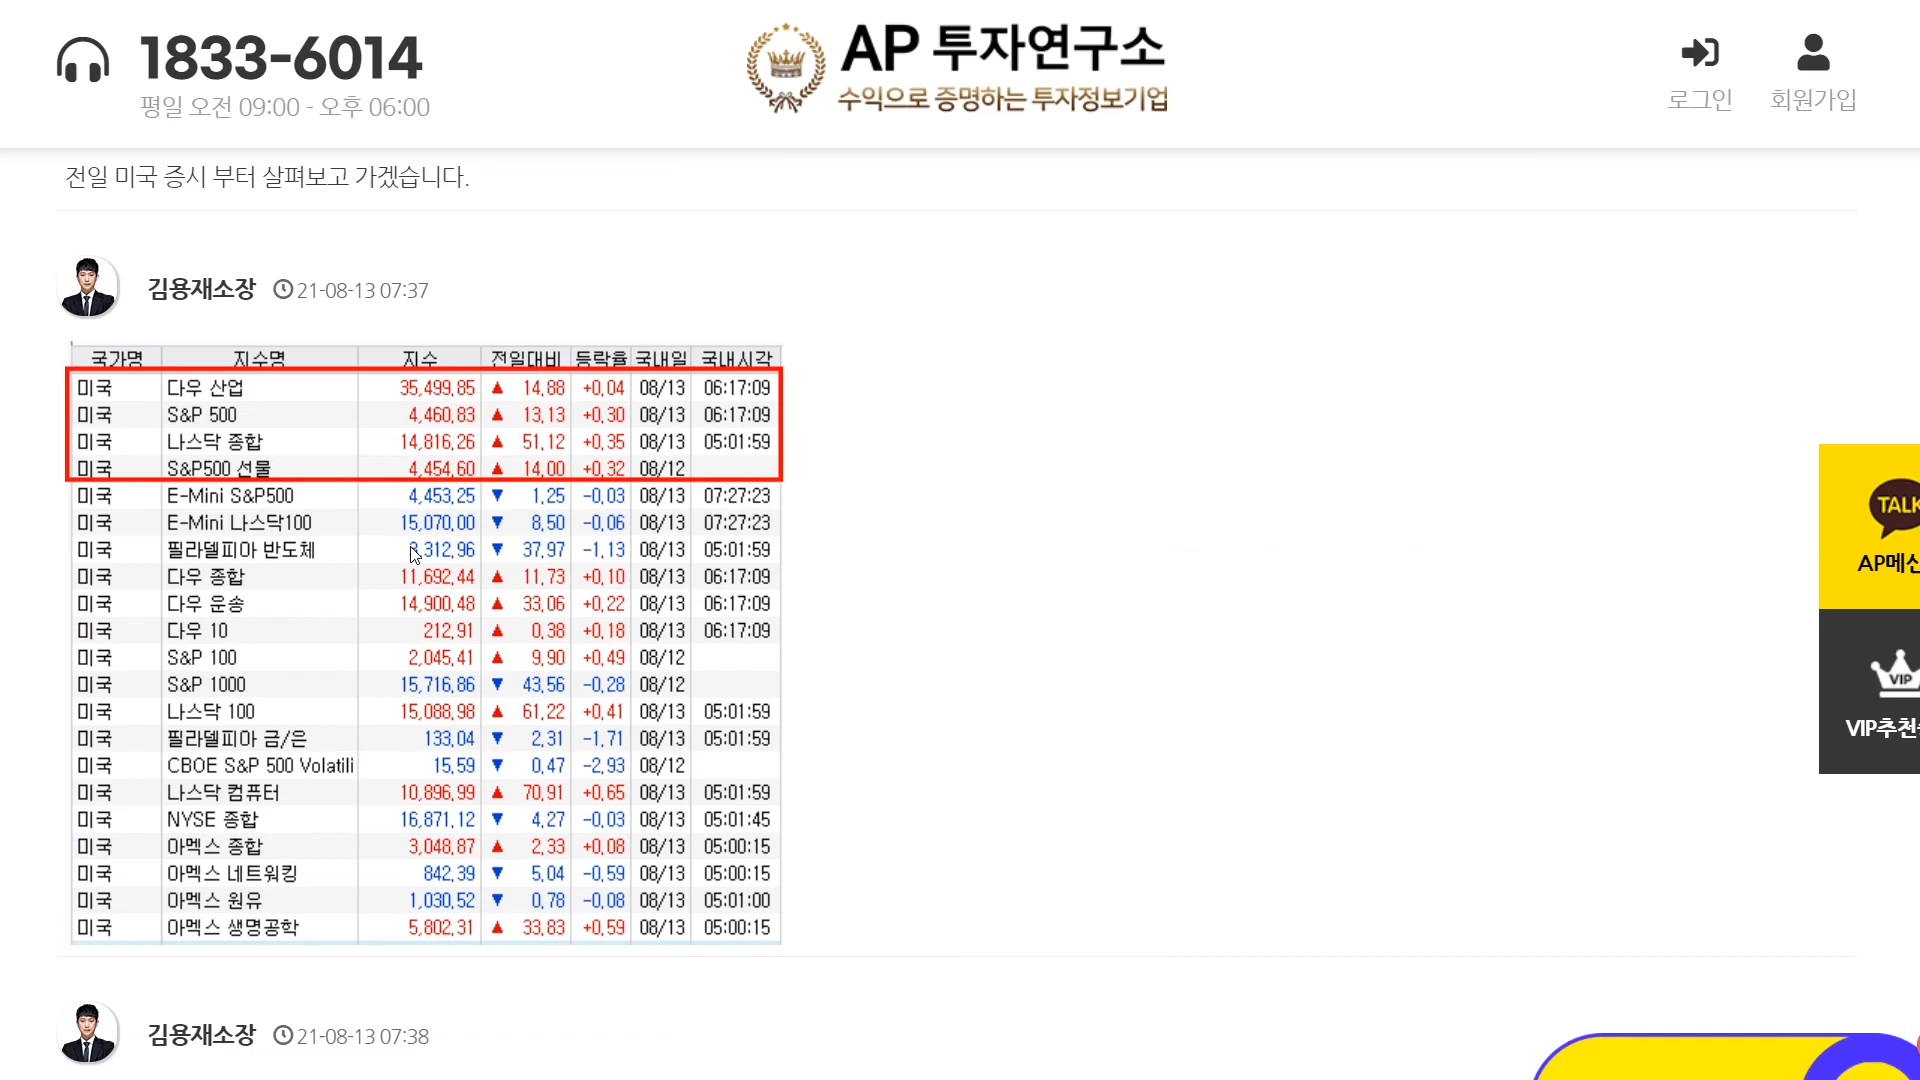 1833-6014
평일 오전 09:00 - 오후 06:00
AP 투자연구소
수익으로 증명하는 투자정보기업
로그인
회원가입
전일 미국 증시 부터 살펴보고 가겠습니다.
김용재소장 21-08-13 07:37
국가명 지수명 지수 전일대비 등락율 국내일 국내시각
미국 다우 산업 35,499,85 ▲ 14,88 +0,04 08/13 06:17:09
미국 S&P 500 4,460,83 ▲ 13,13 +0,30 08/13 06:17:09
미국 나스닥 종합 14,816,26 ▲ 51,12 +0,35 08/13 05:01:59
미국 S&P500 선물 4,454,60 ▲ 14,00 +0,32 08/12
미국 E-Mini S&P500 4,453,25 ▼ 1,25 -0,03 08/13 07:27:23
미국 E-Mini 나스닥100 15,070,00 ▼ 8,50 -0,06 08/13 07:27:23
미국 필라델피아 반도체 ,312,96 ▼ 37,97 -1,13 08/13 05:01:59
미국 다우 종합 11,692,44 ▲ 11,73 +0,10 08/13 06:17:09
미국 다우 운송 14,900,48 ▲ 33,06 +0,22 08/13 06:17:09
미국 다우 10 212,91 ▲ 0,38 +0,18 08/13 06:17:09
미국 S&P 100 2,045,41 ▲ 9,90 +0,49 08/12
미국 S&P 1000 15,716,86 ▼ 43,56 -0,28 08/12
미국 나스닥 100 15,088,98 ▲ 61,22 +0,41 08/13 05:01:59
미국 필라델피아 금/은 133,04 ▼ 2,31 -1,71 08/13 05:01:59
미국 CBOE S&P 500 Volatili 15,59 ▼ 0,47 -2,93 08/12
미국 나스닥 컴퓨터 10,896,99 ▲ 70,91 +0,65 08/13 05:01:59
미국 NYSE 종합 16,871,12 ▼ 4,27 -0,03 08/13 05:01:45
미국 아멕스 종합 3,048,87 ▲ 2,33 +0,08 08/13 05:00:15
미국 아멕스 네트워킹 842,39 ▼ 5,04 -0,59 08/13 05:00:15
미국 아멕스 원유 1,030,52 ▼ 0,78 -0,08 08/13 05:01:00
미국 아멕스 생명공학 5,802,31 ▲ 33,83 +0,59 08/13 05:00:15
TALK
AP메신
VIP
VIP추천
김용재소장 21-08-13 07:38